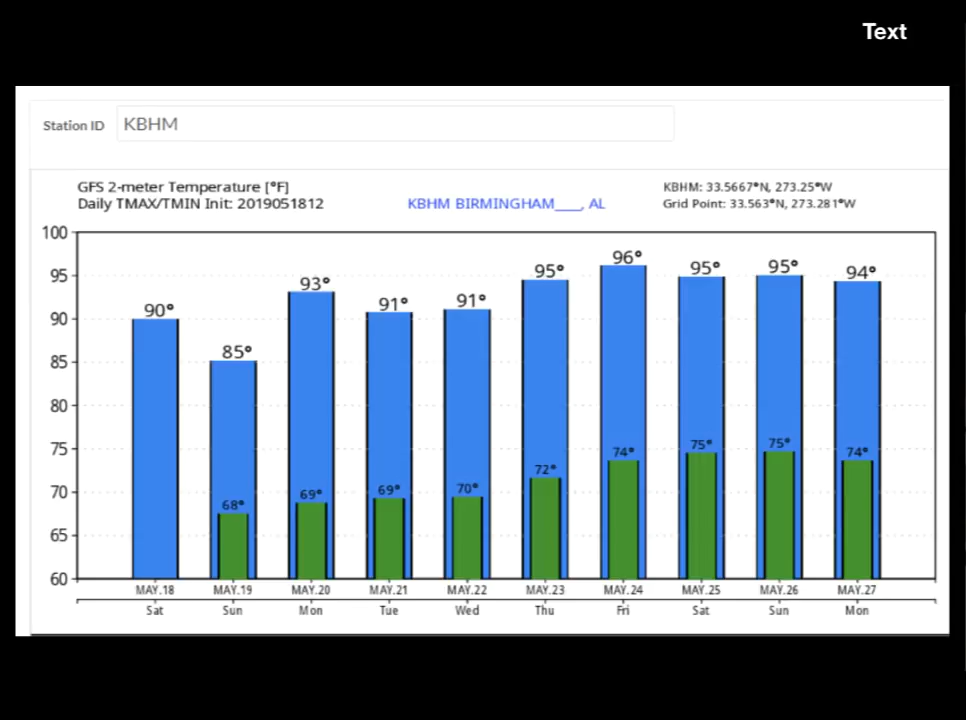 Text
Station ID KBHM
GFS 2-meter Temperature [°F]
Daily TMAX/TMIN Init: 2019051812
KBHM BIRMINGHAM____, AL
KBHM: 33.5667°N, 273.25°W
Grid Point: 33.563°N, 273.281°W
100
95
90
85
80
75
70
65
60
90° 85° 93° 91° 91° 95° 96° 95° 95° 94°
68° 69° 69° 70° 72° 74° 75° 75° 74°
MAY.18 MAY.19 MAY.20 MAY.21 MAY.22 MAY.23 MAY.24 MAY.25 MAY.26 MAY.27
Sat Sun Mon Tue Wed Thu Fri Sat Sun Mon